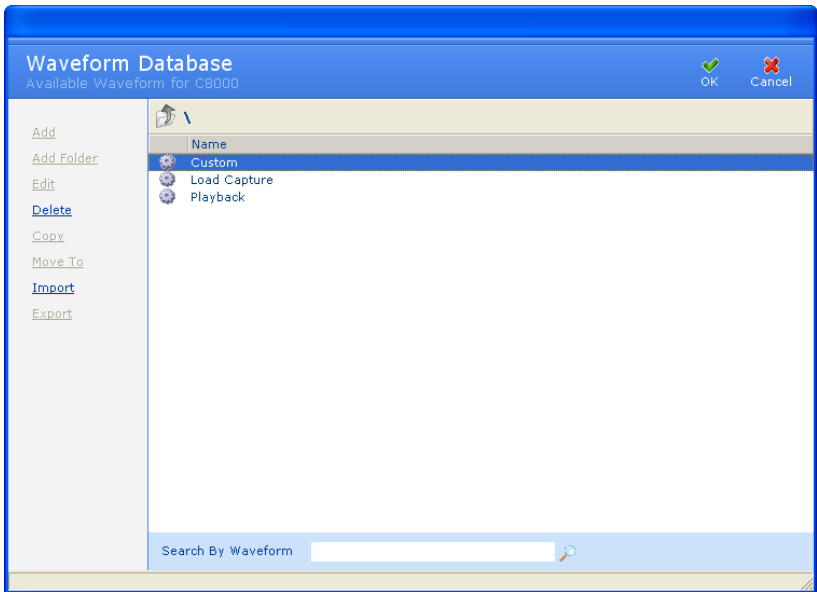 Waveform Database
Available Waveform for C8000
OK
Cancel
Add
Add Folder
Edit
Delete
Copy
Move To
Import
Export
\
Name
Custom
Load Capture
Playback
Search By Waveform